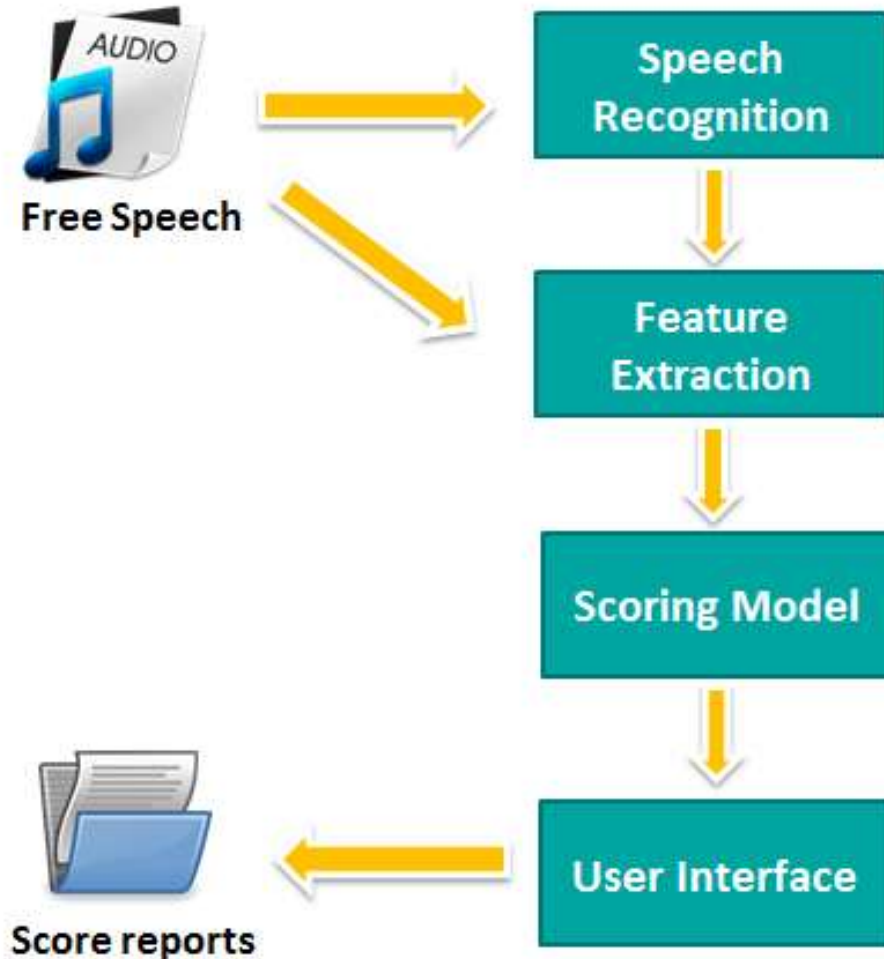 AUDIO
Free Speech
Speech
Recognition
Feature
Extraction
Scoring Model
User Interface
Score reports